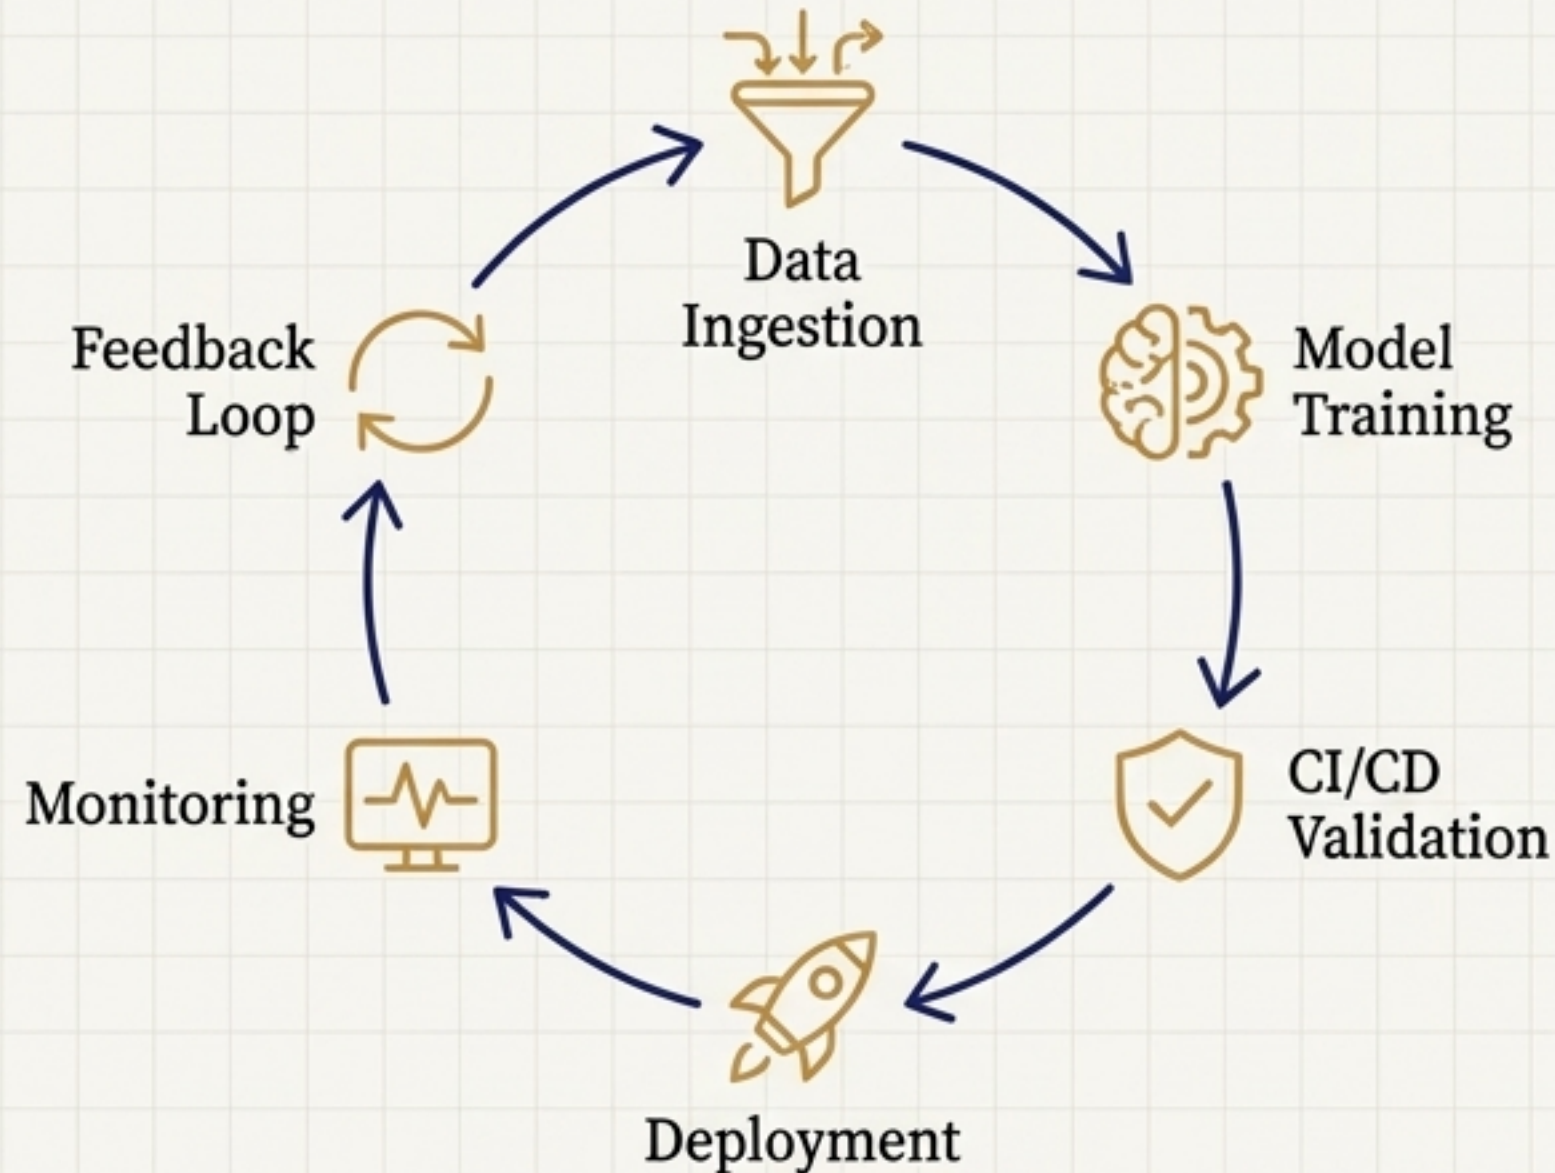 Data
Ingestion
Model
Training
CI/CD
Validation
Deployment
Monitoring
Feedback
Loop